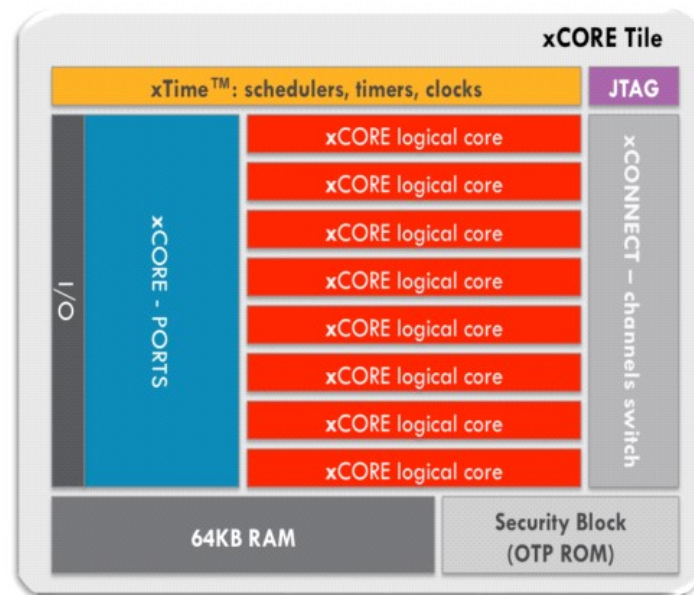 xCORE Tile
xTime™: schedulers, timers, clocks
JTAG
I/O
xCORE - PORTS
xCORE logical core
xCORE logical core
xCORE logical core
xCORE logical core
xCORE logical core
xCORE logical core
xCORE logical core
xCORE logical core
xCONNECT – channels switch
64KB RAM
Security Block
(OTP ROM)